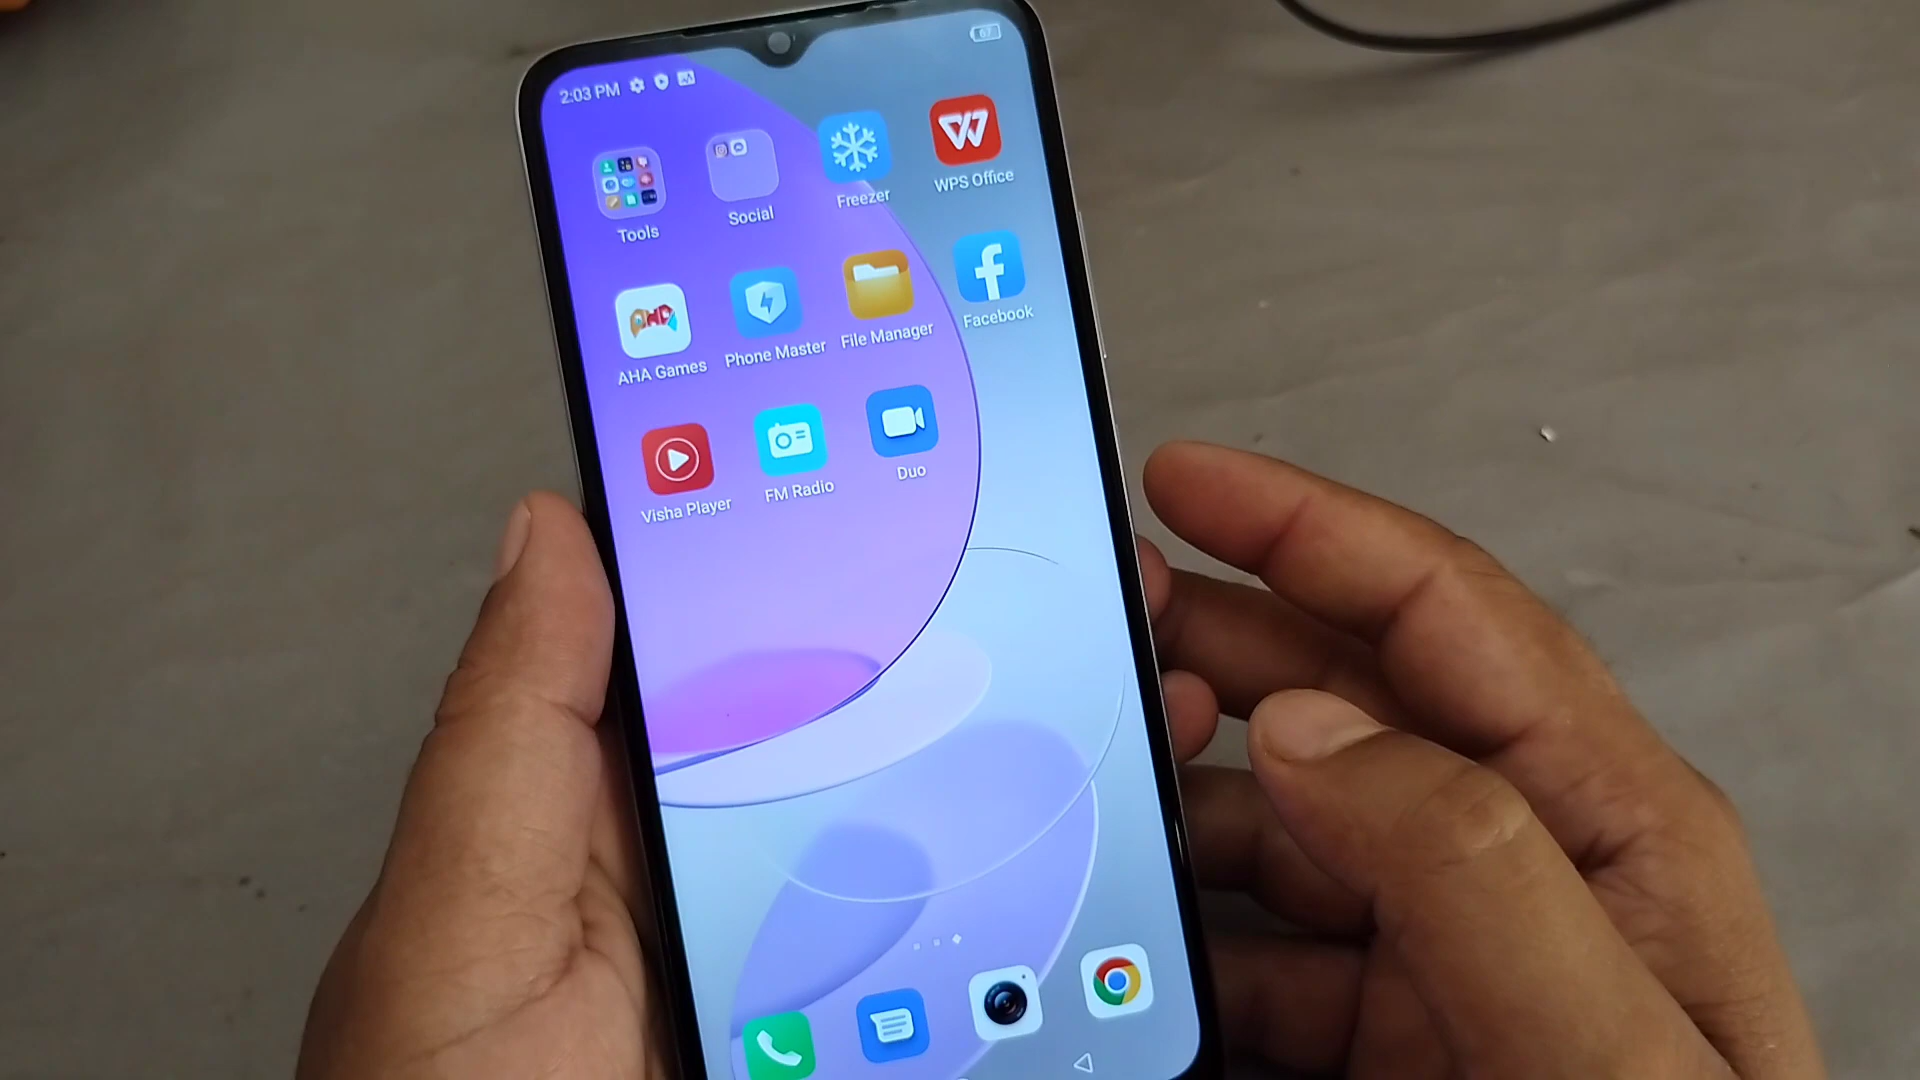 67
2:03 PM
Tools
Social
Freezer
WPS Office
AHA Games
Phone Master
File Manager
Facebook
Visha Player
FM Radio
Duo